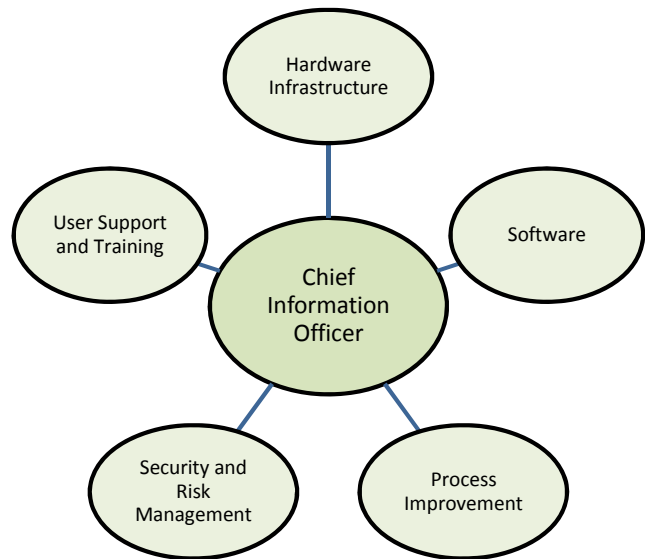 Hardware
Infrastructure
User Support
and Training
Software
Chief
Information
Officer
Security and
Risk
Management
Process
Improvement